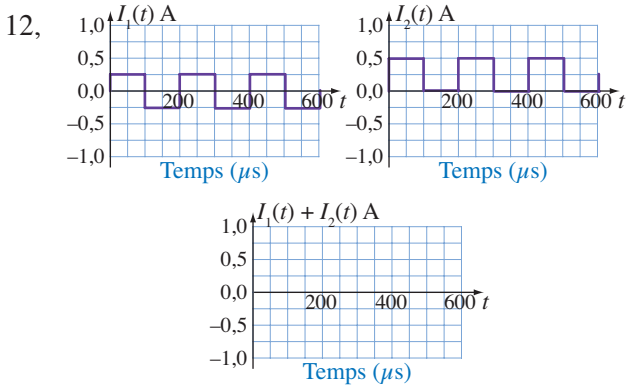 12,
I₁(t) A
1,0
0,5
0,0
–0,5
–1,0
200 400 600 t
Temps (µs)
I₂(t) A
1,0
0,5
0,0
–0,5
–1,0
200 400 600 t
Temps (µs)
I₁(t) + I₂(t) A
1,0
0,5
0,0
–0,5
–1,0
200 400 600 t
Temps (µs)